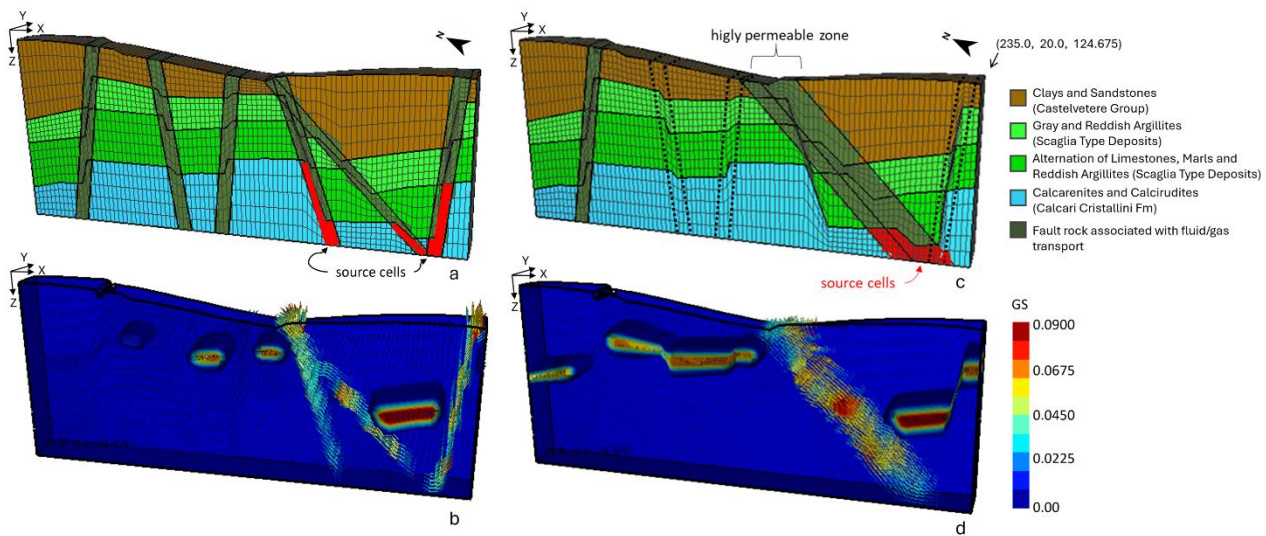 Y
X
Z
N
source cells
a
Y
X
Z
higly permeable zone
N
(235.0, 20.0, 124.675)
source cells
c
Clays and Sandstones
(Castelvetere Group)
Gray and Reddish Argillites
(Scaglia Type Deposits)
Alternation of Limestones, Marls and
Reddish Argillites (Scaglia Type Deposits)
Calcarenites and Calcirudites
(Calcari Cristallini Fm)
Fault rock associated with fluid/gas
transport
Y
X
Z
b
Y
X
Z
d
GS
0.0900
0.0675
0.0450
0.0225
0.00